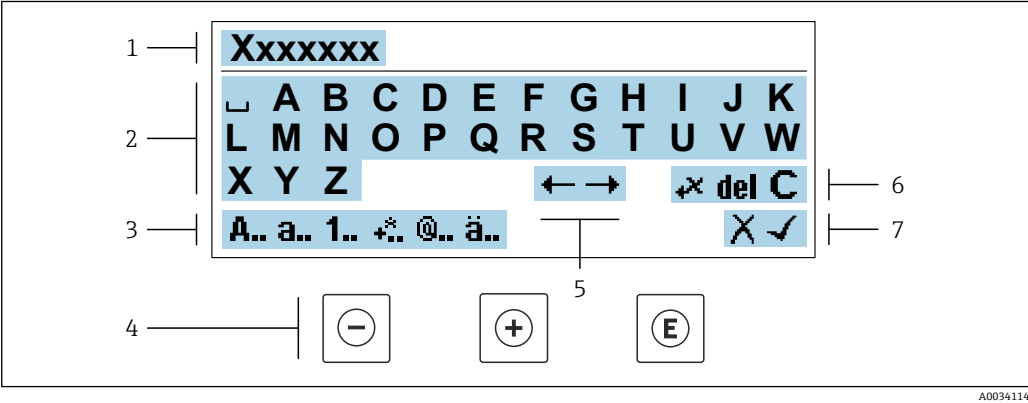 1 Xxxxxxx
2 ⎵ A B C D E F G H I J K
L M N O P Q R S T U V W
X Y Z ← → +× del C 6
3 A.. a.. 1.. +×.. @.. ä.. X ✓ 7
5
4 − + E
A0034114